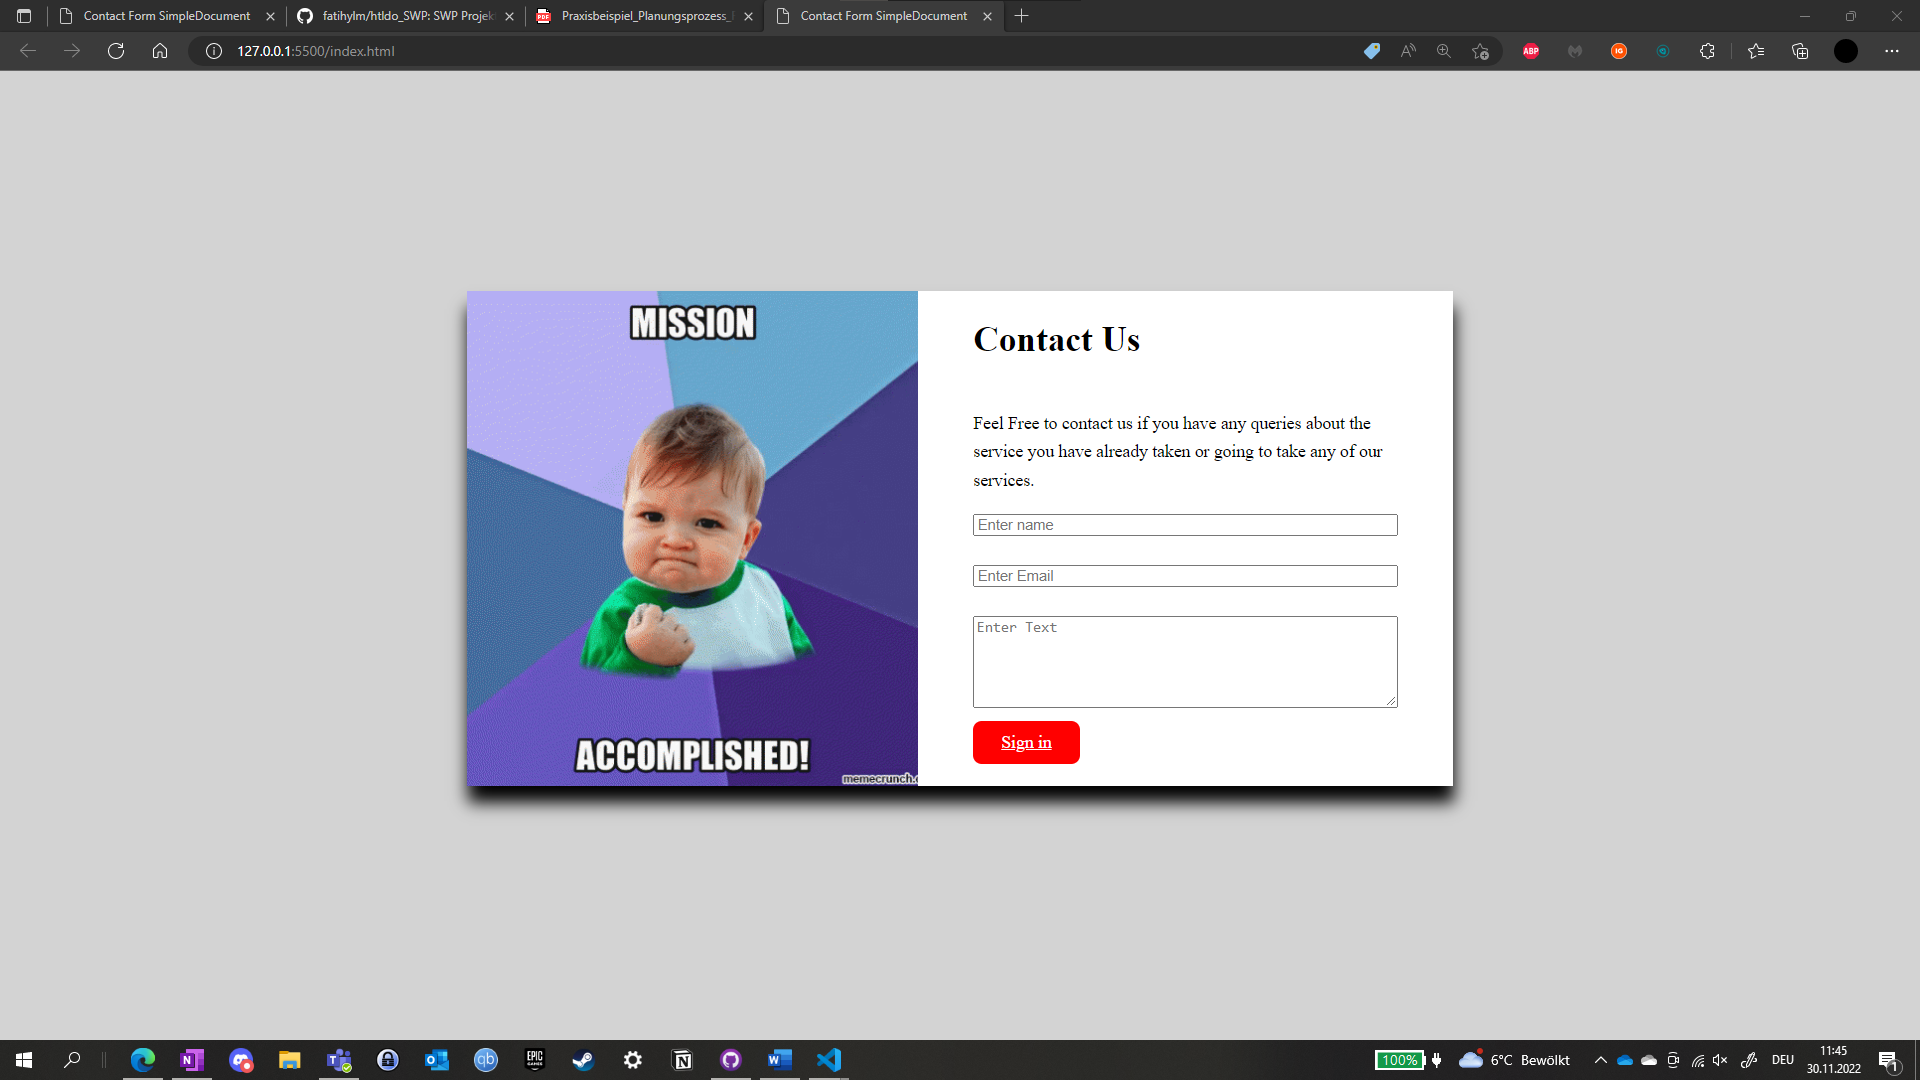 Contact Form SimpleDocument
fatihylm/htldo_SWP: SWP Projek
Praxisbeispiel_Planungsprozess_
Contact Form SimpleDocument
127.0.0.1:5500/index.html
ABP
MISSION
ACCOMPLISHED!
memecrunch.
Contact Us
Feel Free to contact us if you have any queries about the
service you have already taken or going to take any of our
services.
Enter name
Enter Email
Enter Text
Sign in
100%
6°C Bewölkt
DEU
11:45
30.11.2022
1